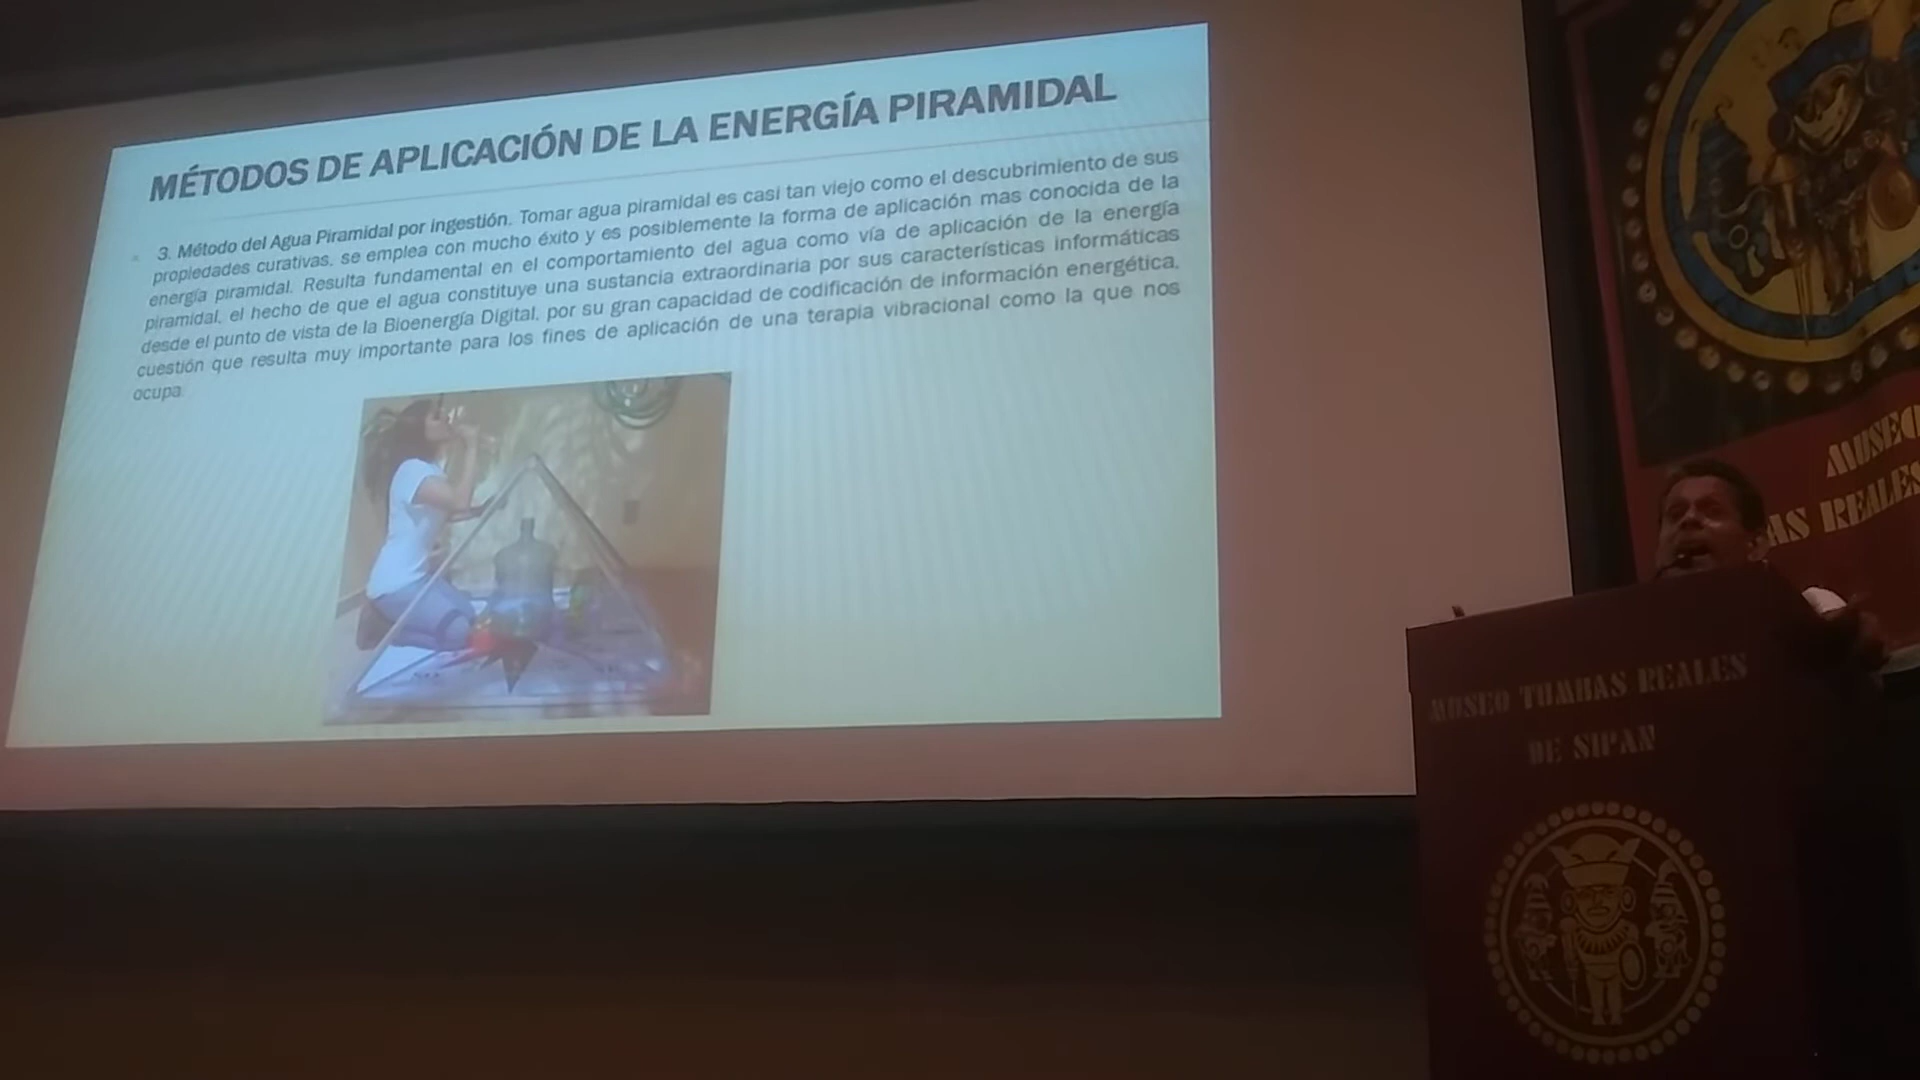 MÉTODOS DE APLICACIÓN DE LA ENERGÍA PIRAMIDAL
3. Método del Agua Piramidal por ingestión. Tomar agua piramidal es casi tan viejo como el descubrimiento de sus
propiedades curativas, se emplea con mucho éxito y es posiblemente la forma de aplicación mas conocida de la
energía piramidal. Resulta fundamental en el comportamiento del agua como vía de aplicación de la energía
piramidal, el hecho de que el agua constituye una sustancia extraordinaria por sus características informáticas
desde el punto de vista de la Bioenergía Digital, por su gran capacidad de codificación de información energética,
cuestión que resulta muy importante para los fines de aplicación de una terapia vibracional como la que nos
ocupa.
MUSEO
AS REALES
MUSEO TUMBAS REALES
DE SIPAN